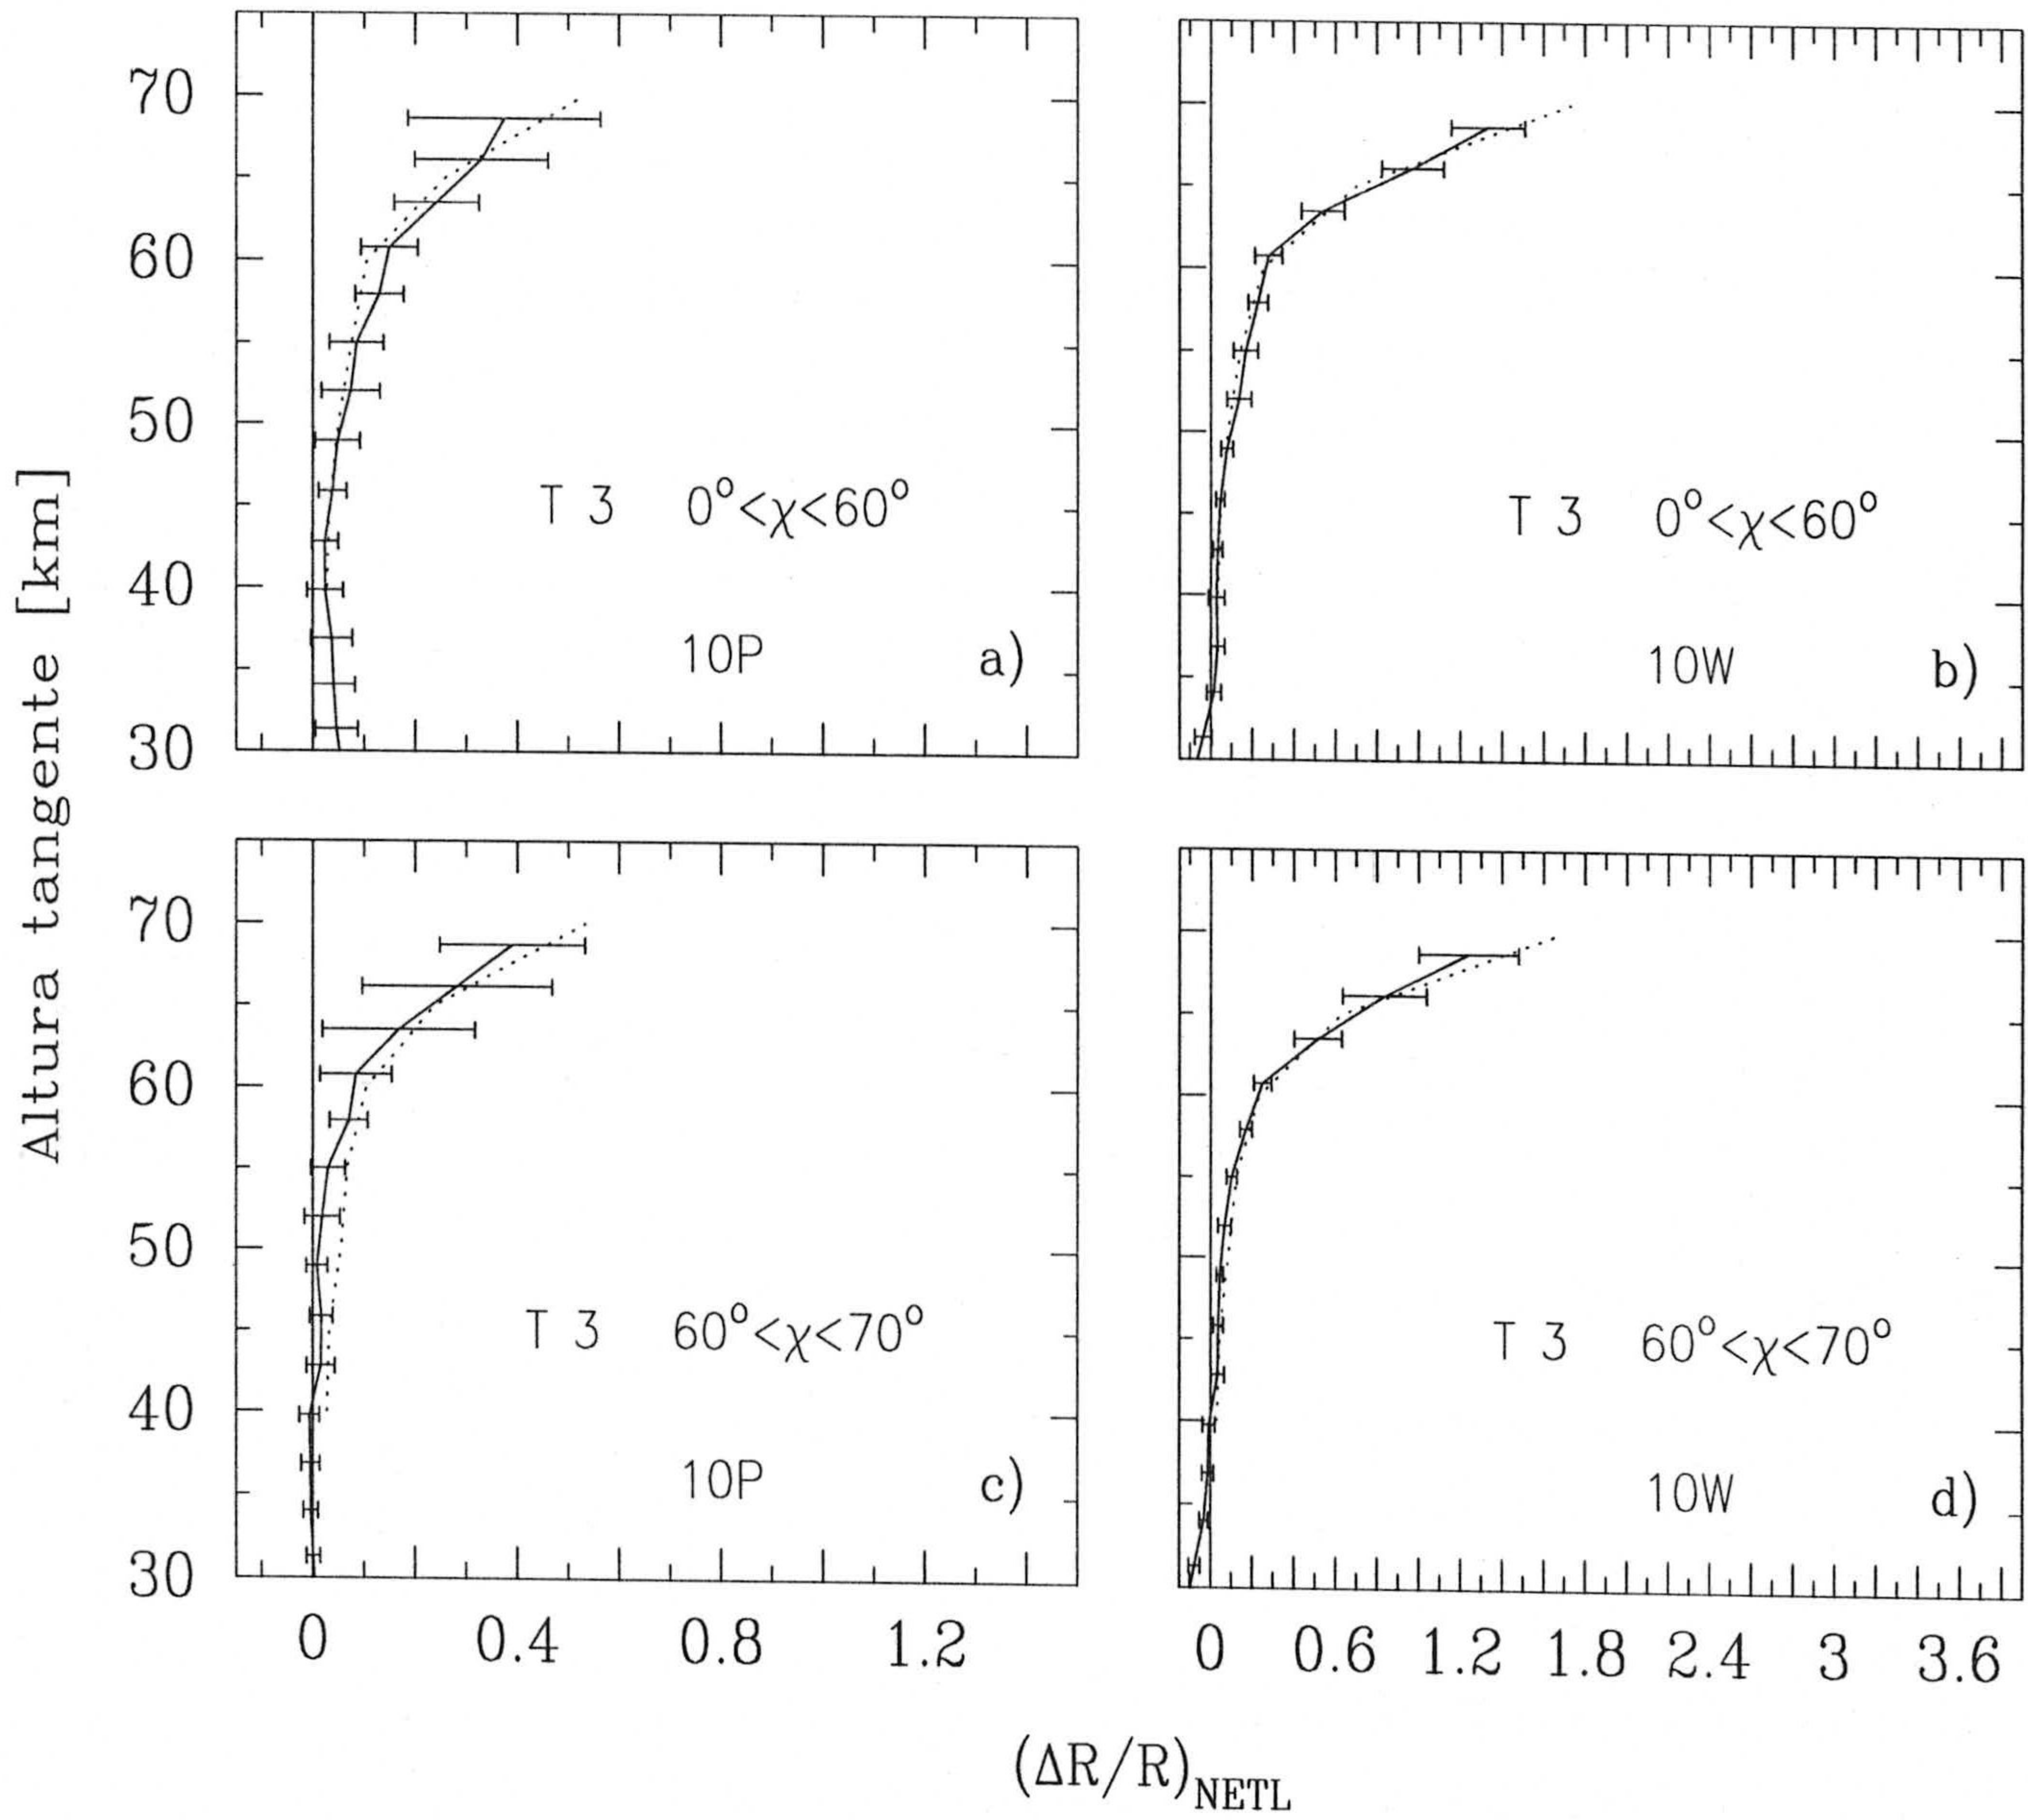 Altura tangente [km]
70
60
50
40
30
T 3 0°<χ<60°
10P a)
T 3 0°<χ<60°
10W b)
70
60
50
40
30
T 3 60°<χ<70°
10P c)
T 3 60°<χ<70°
10W d)
0 0.4 0.8 1.2
0 0.6 1.2 1.8 2.4 3 3.6
(ΔR/R)NETL